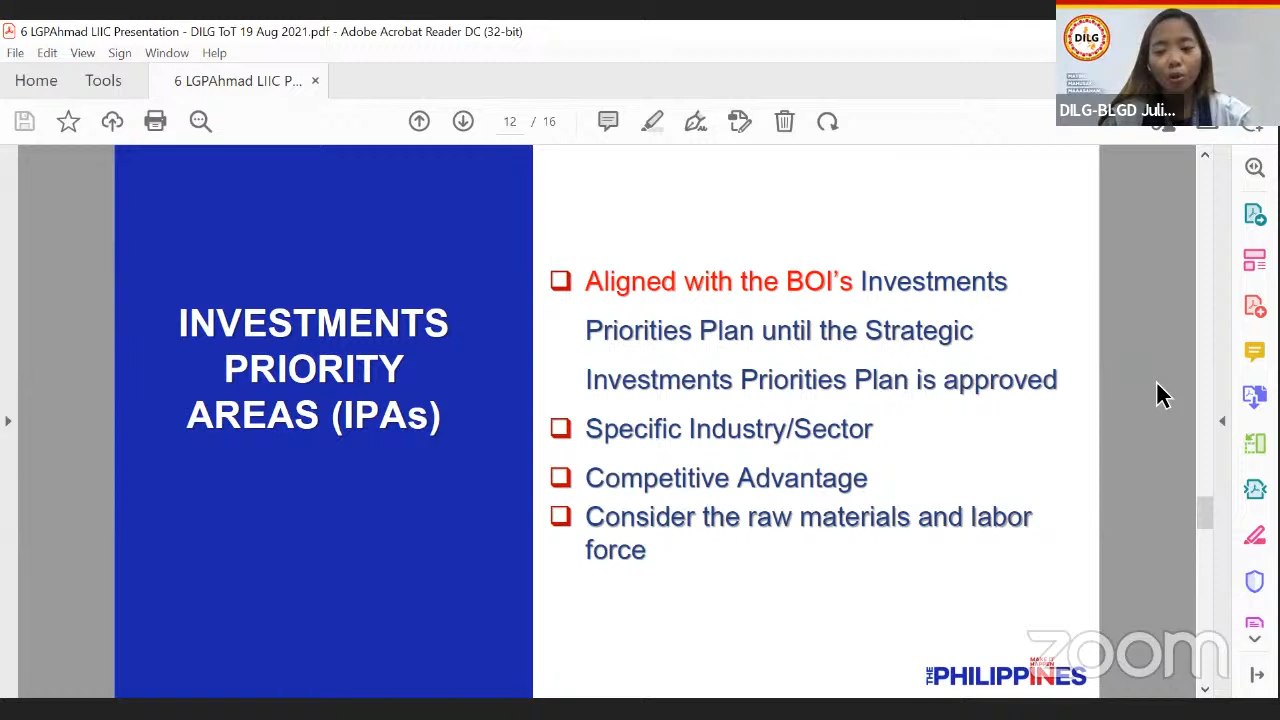 6 LGPAhmad LIIC Presentation - DILG ToT 19 Aug 2021.pdf - Adobe Acrobat Reader DC (32-bit)
File Edit View Sign Window Help
Home Tools 6 LGPAhmad LIIC P... ×
12 / 16
DILG
DILG-BLGD Juli...
INVESTMENTS
PRIORITY
AREAS (IPAs)
Aligned with the BOI's Investments
Priorities Plan until the Strategic
Investments Priorities Plan is approved
Specific Industry/Sector
Competitive Advantage
Consider the raw materials and labor
force
THE PHILIPPINES
zoom